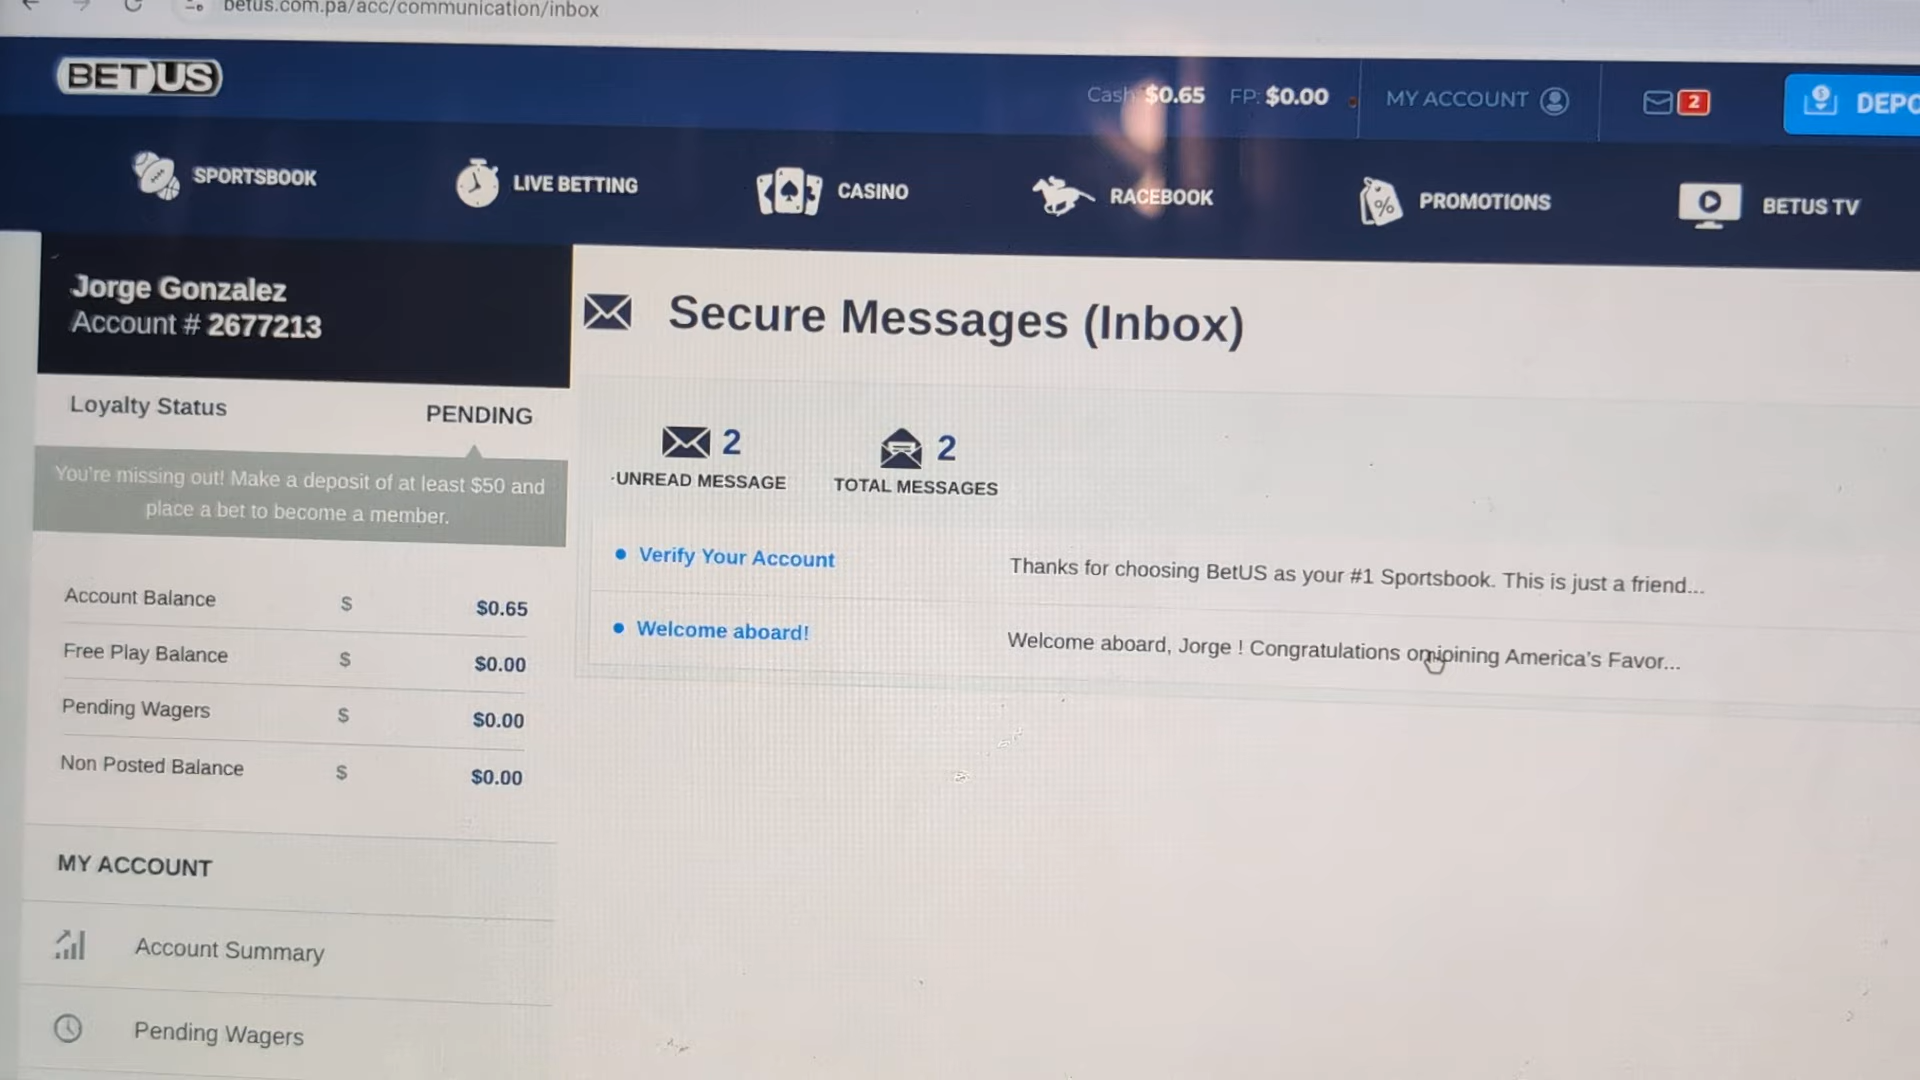 betus.com.pa/acc/communication/inbox
BETUS
Cash $0.65 FP: $0.00 MY ACCOUNT 2
SPORTSBOOK LIVE BETTING CASINO RACEBOOK PROMOTIONS BETUS TV
Jorge Gonzalez
Account # 2677213
Loyalty Status PENDING
You're missing out! Make a deposit of at least $50 and
place a bet to become a member.
Account Balance $ $0.65
Free Play Balance $ $0.00
Pending Wagers $ $0.00
Non Posted Balance $ $0.00
MY ACCOUNT
Account Summary
Pending Wagers
Secure Messages (Inbox)
2 2
UNREAD MESSAGE TOTAL MESSAGES
Verify Your Account Thanks for choosing BetUS as your #1 Sportsbook. This is just a friend...
Welcome aboard! Welcome aboard, Jorge ! Congratulations on joining America's Favor...